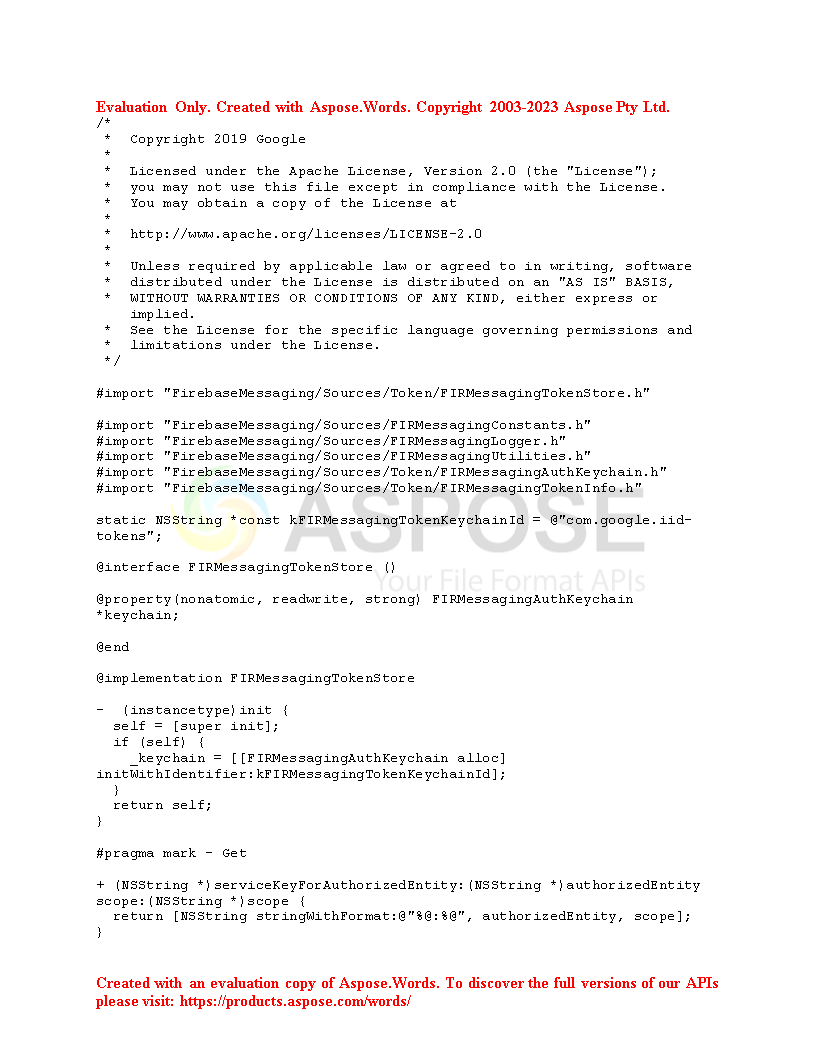 Evaluation Only. Created with Aspose.Words. Copyright 2003-2023 Aspose Pty Ltd.
/*
 *  Copyright 2019 Google
 *
 *  Licensed under the Apache License, Version 2.0 (the "License");
 *  you may not use this file except in compliance with the License.
 *  You may obtain a copy of the License at
 *
 *  http://www.apache.org/licenses/LICENSE-2.0
 *
 *  Unless required by applicable law or agreed to in writing, software
 *  distributed under the License is distributed on an "AS IS" BASIS,
 *  WITHOUT WARRANTIES OR CONDITIONS OF ANY KIND, either express or
    implied.
 *  See the License for the specific language governing permissions and
 *  limitations under the License.
 */

#import "FirebaseMessaging/Sources/Token/FIRMessagingTokenStore.h"

#import "FirebaseMessaging/Sources/FIRMessagingConstants.h"
#import "FirebaseMessaging/Sources/FIRMessagingLogger.h"
#import "FirebaseMessaging/Sources/FIRMessagingUtilities.h"
#import "FirebaseMessaging/Sources/Token/FIRMessagingAuthKeychain.h"
#import "FirebaseMessaging/Sources/Token/FIRMessagingTokenInfo.h"

ASPOSE
static NSString *const kFIRMessagingTokenKeychainId = @"com.google.iid-
tokens";

@interface FIRMessagingTokenStore ()
Your File Format APIs

@property(nonatomic, readwrite, strong) FIRMessagingAuthKeychain
*keychain;

@end

@implementation FIRMessagingTokenStore

-  (instancetype)init {
  self = [super init];
  if (self) {
    _keychain = [[FIRMessagingAuthKeychain alloc]
initWithIdentifier:kFIRMessagingTokenKeychainId];
  }
  return self;
}

#pragma mark - Get

+ (NSString *)serviceKeyForAuthorizedEntity:(NSString *)authorizedEntity
scope:(NSString *)scope {
  return [NSString stringWithFormat:@"%@:%@", authorizedEntity, scope];
}

Created with an evaluation copy of Aspose.Words. To discover the full versions of our APIs
please visit: https://products.aspose.com/words/